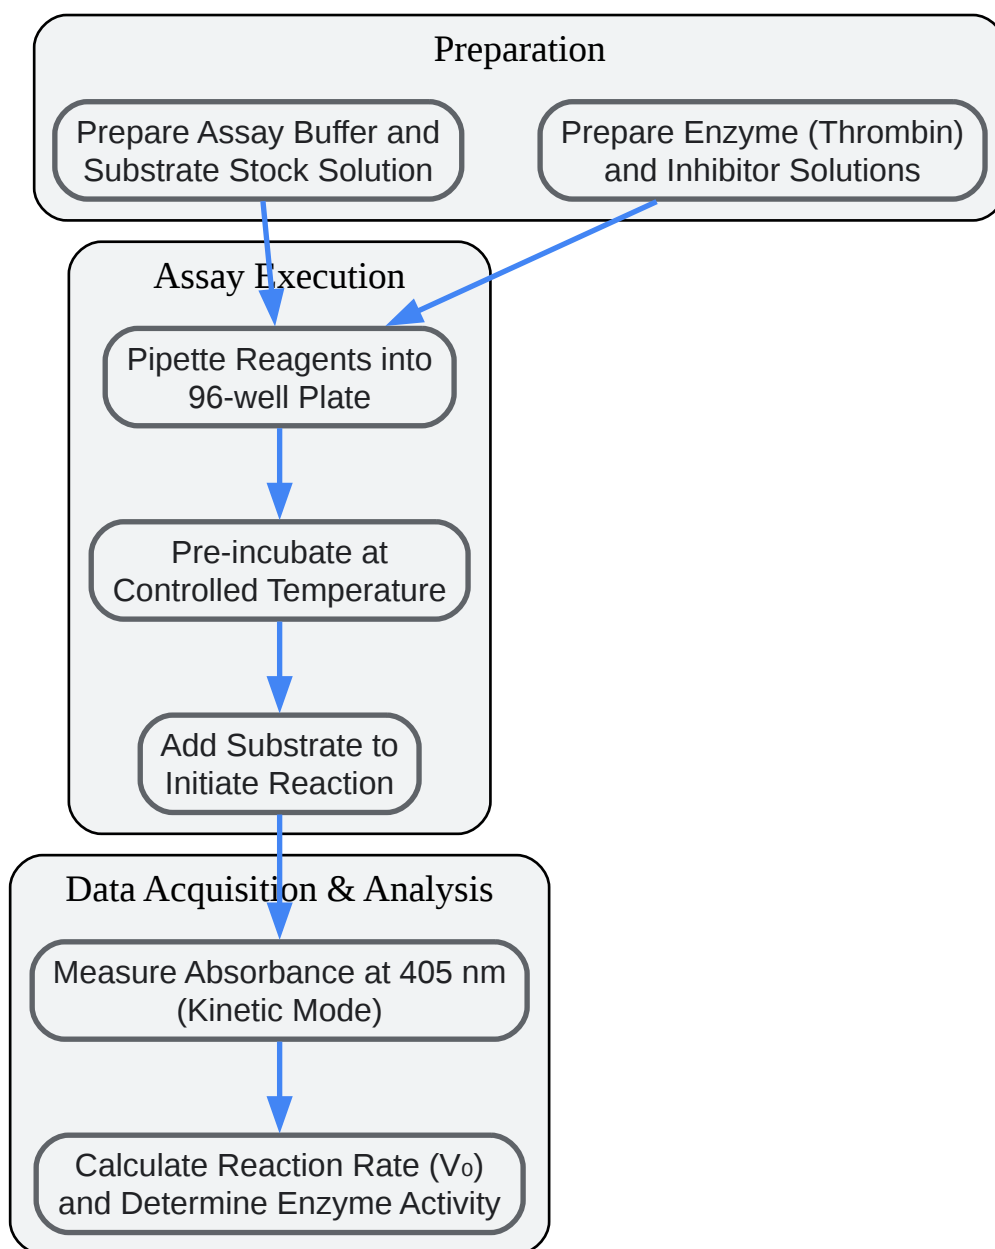 Preparation
Prepare Assay Buffer and
Substrate Stock Solution
Prepare Enzyme (Thrombin)
and Inhibitor Solutions
Assay Execution
Pipette Reagents into
96-well Plate
Pre-incubate at
Controlled Temperature
Add Substrate to
Initiate Reaction
Data Acquisition & Analysis
Measure Absorbance at 405 nm
(Kinetic Mode)
Calculate Reaction Rate (V₀)
and Determine Enzyme Activity